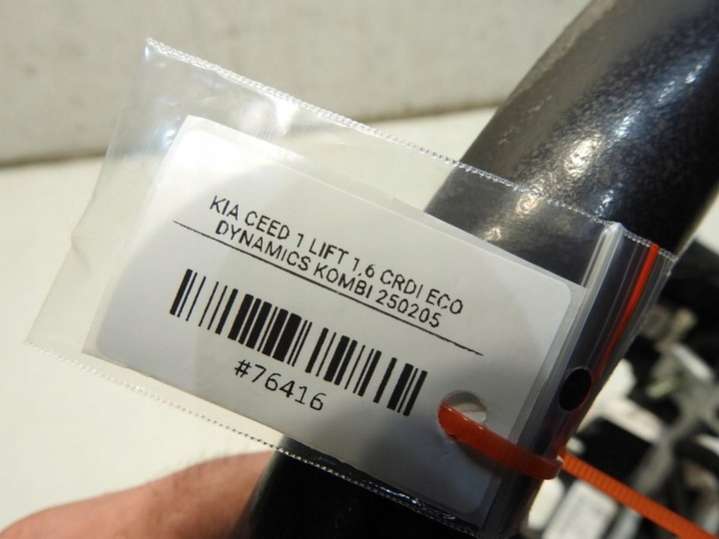 KIA CEED 1 LIFT 1,6 CRDI ECO
DYNAMICS KOMBI 250205
#76416